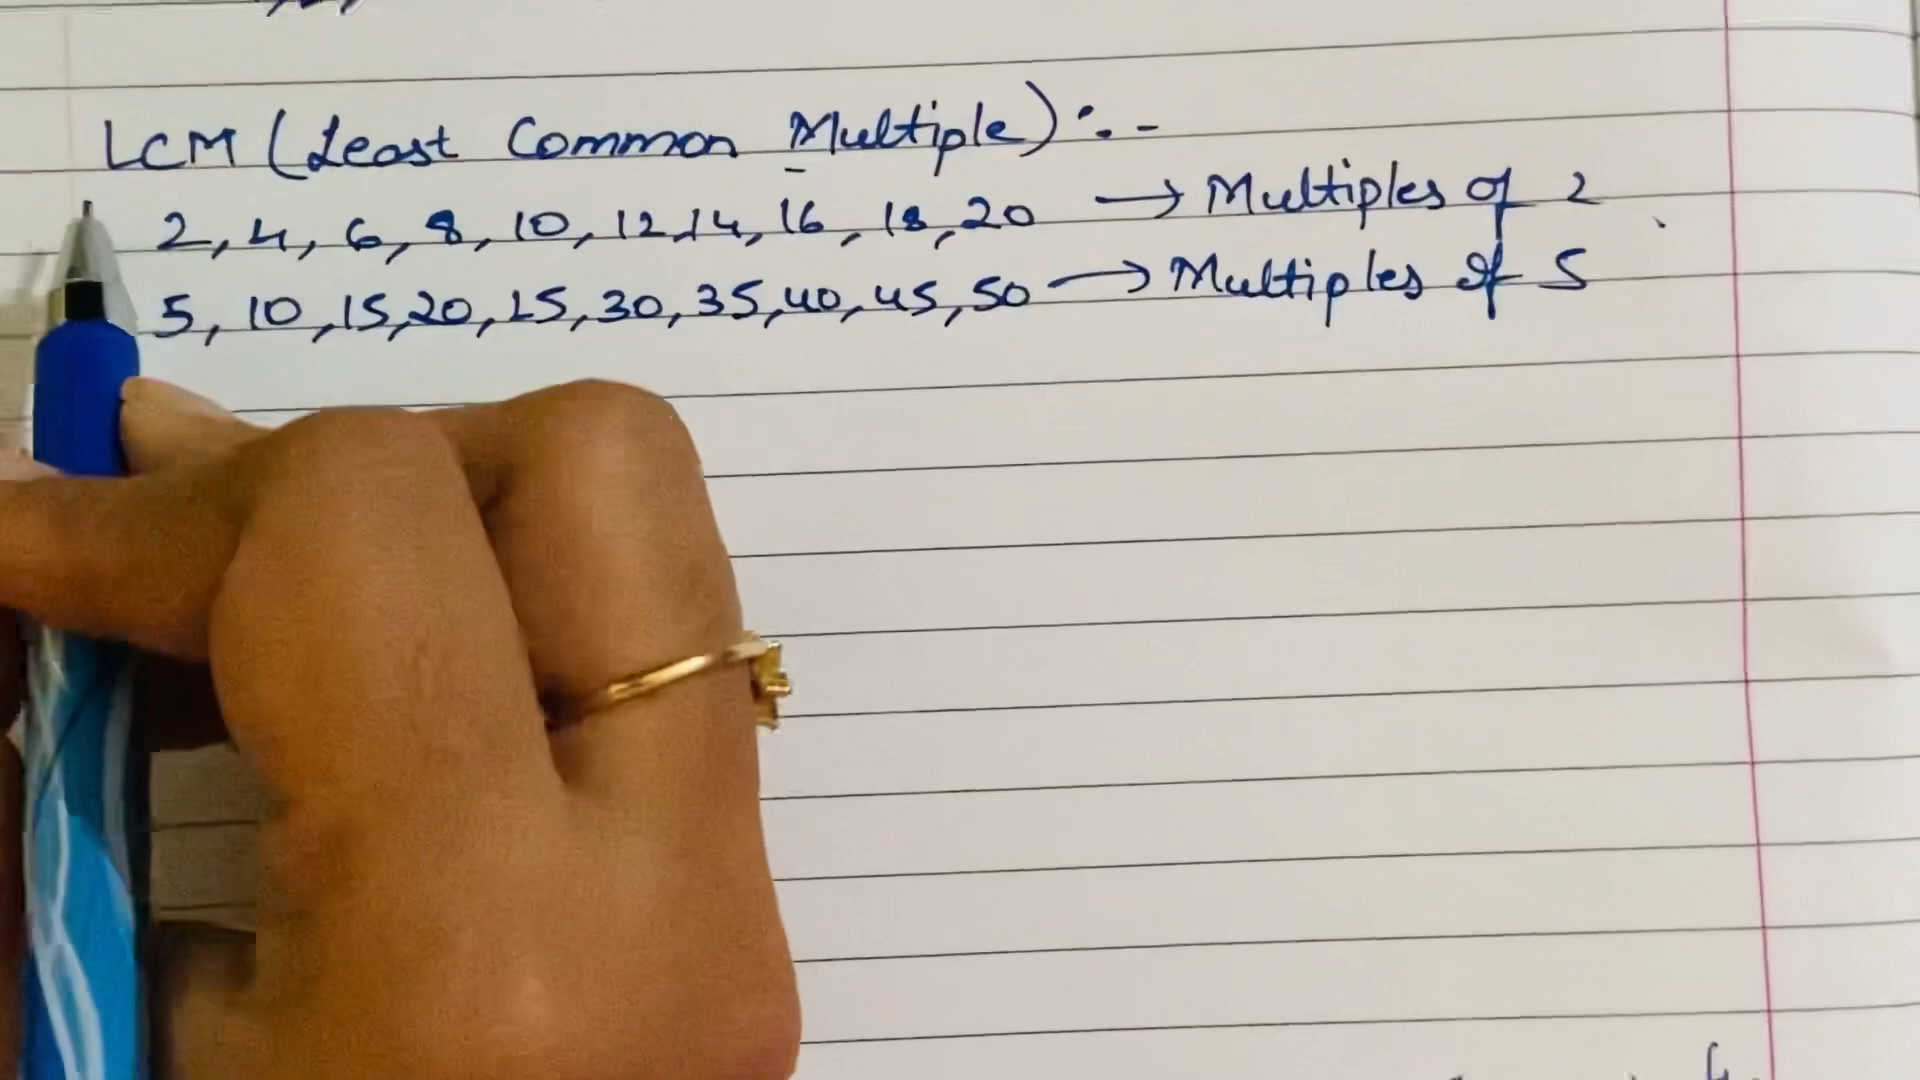 LCM (Least Common Multiple) :-
2, 4, 6, 8, 10, 12, 14, 16, 18, 20 → Multiples of 2
5, 10, 15, 20, 25, 30, 35, 40, 45, 50 → Multiples of 5